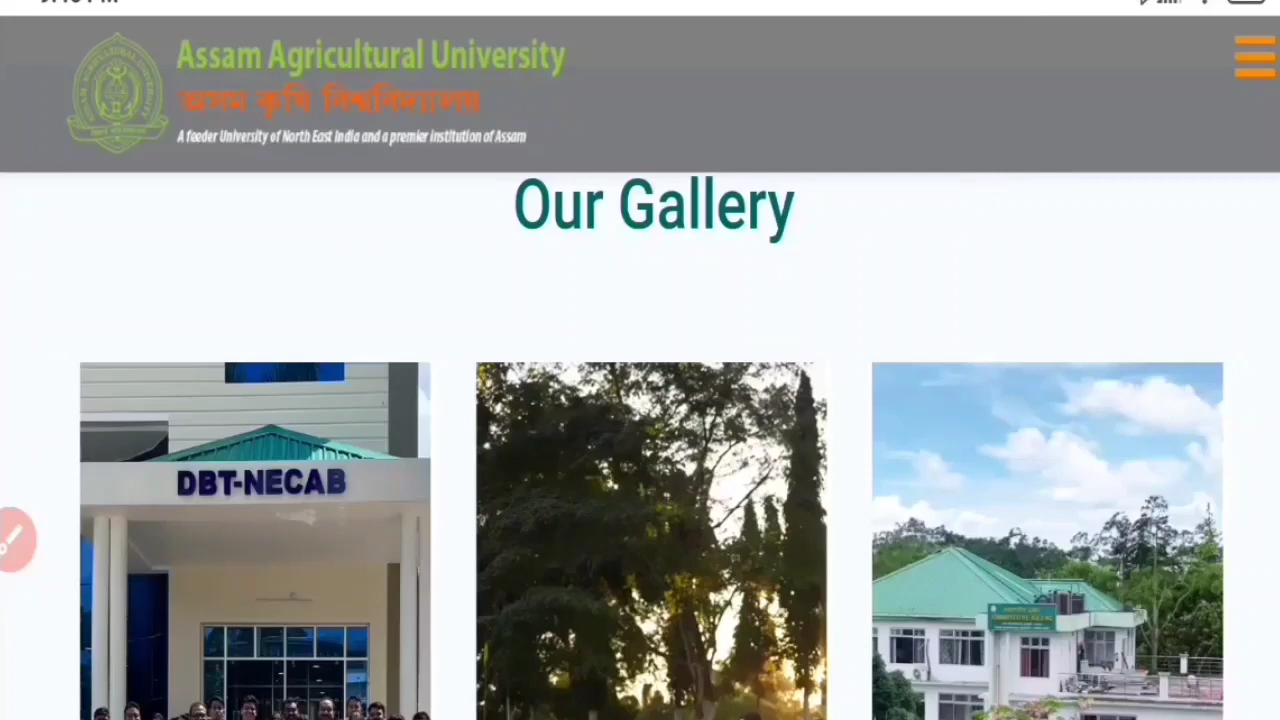 Assam Agricultural University
অসম কৃষি বিশ্ববিদ্যালয়
A feeder University of North East India and a premier institution of Assam
Our Gallery
DBT-NECAB